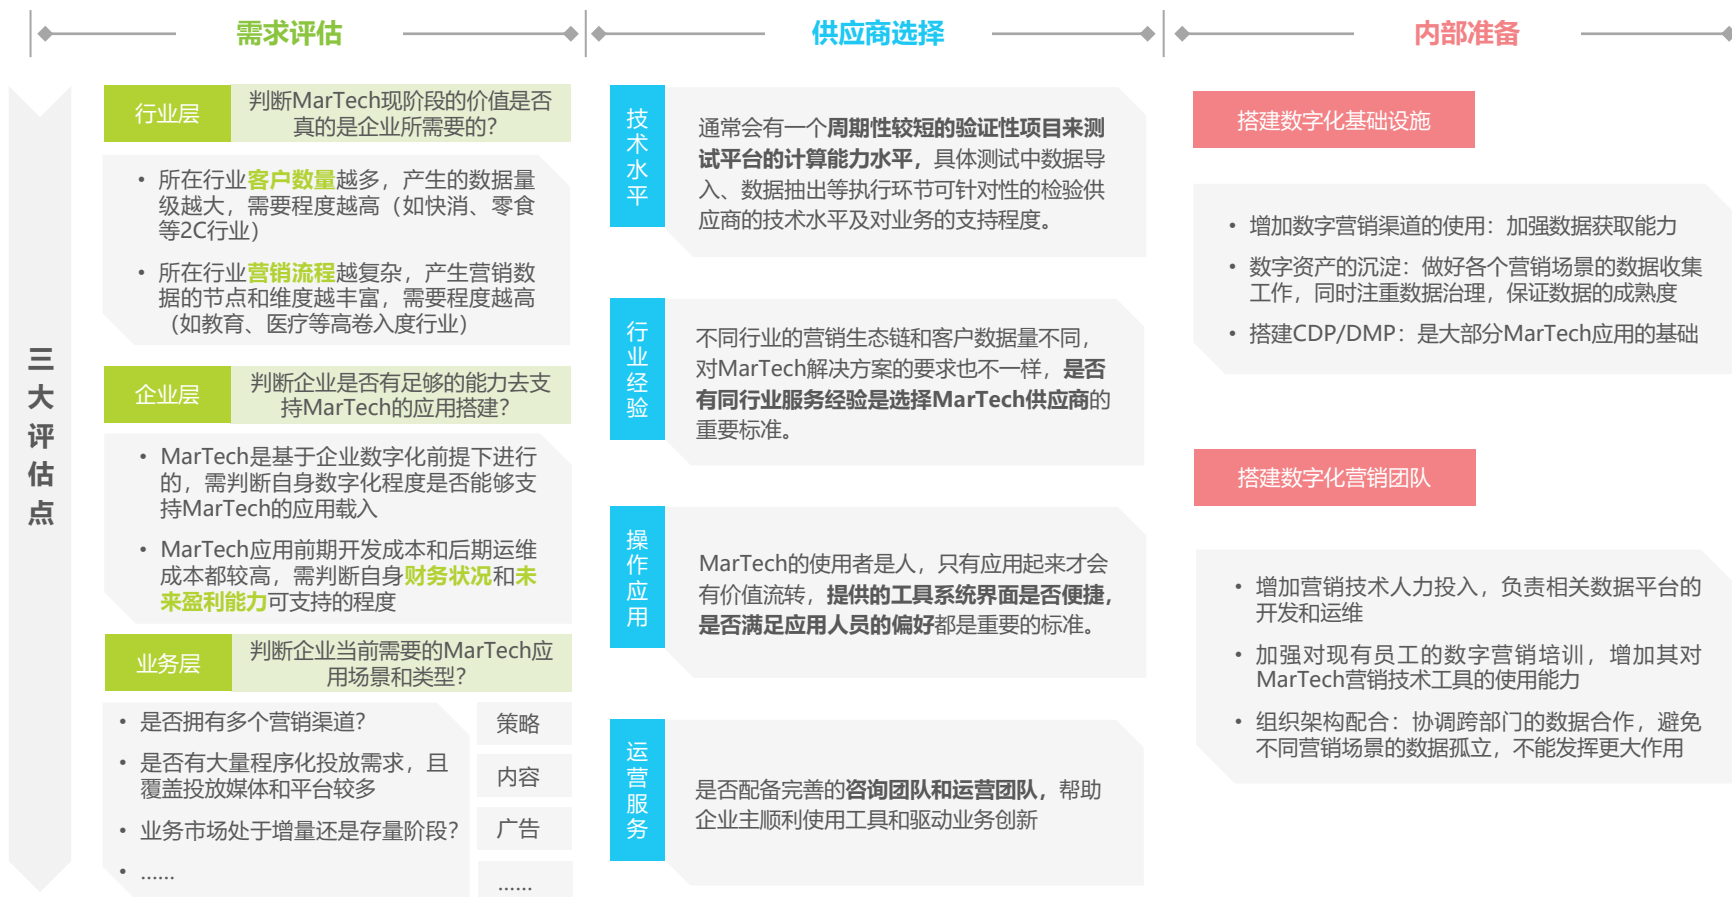 需求评估
供应商选择
内部准备
三大评估点
行业层
判断MarTech现阶段的价值是否
真的是企业所需要的？
• 所在行业客户数量越多，产生的数据量
级越大，需要程度越高（如快消、零食
等2C行业）
• 所在行业营销流程越复杂，产生营销数
据的节点和维度越丰富，需要程度越高
（如教育、医疗等高卷入度行业）
企业层
判断企业是否有足够的能力去支
持MarTech的应用搭建？
• MarTech是基于企业数字化前提下进行
的，需判断自身数字化程度是否能够支
持MarTech的应用载入
• MarTech应用前期开发成本和后期运维
成本都较高，需判断自身财务状况和未
来盈利能力可支持的程度
业务层
判断企业当前需要的MarTech应
用场景和类型？
• 是否拥有多个营销渠道？
• 是否有大量程序化投放需求，且
覆盖投放媒体和平台较多
• 业务市场处于增量还是存量阶段？
• ......
策略
内容
广告
......
技术水平
通常会有一个周期性较短的验证性项目来测
试平台的计算能力水平，具体测试中数据导
入、数据抽出等执行环节可针对性的检验供
应商的技术水平及对业务的支持程度。
行业经验
不同行业的营销生态链和客户数据量不同，
对MarTech解决方案的要求也不一样，是否
有同行业服务经验是选择MarTech供应商的
重要标准。
操作应用
MarTech的使用者是人，只有应用起来才会
有价值流转，提供的工具系统界面是否便捷，
是否满足应用人员的偏好都是重要的标准。
运营服务
是否配备完善的咨询团队和运营团队，帮助
企业主顺利使用工具和驱动业务创新
搭建数字化基础设施
• 增加数字营销渠道的使用：加强数据获取能力
• 数字资产的沉淀：做好各个营销场景的数据收集
工作，同时注重数据治理，保证数据的成熟度
• 搭建CDP/DMP：是大部分MarTech应用的基础
搭建数字化营销团队
• 增加营销技术人力投入，负责相关数据平台的
开发和运维
• 加强对现有员工的数字营销培训，增加其对
MarTech营销技术工具的使用能力
• 组织架构配合：协调跨部门的数据合作，避免
不同营销场景的数据孤立，不能发挥更大作用